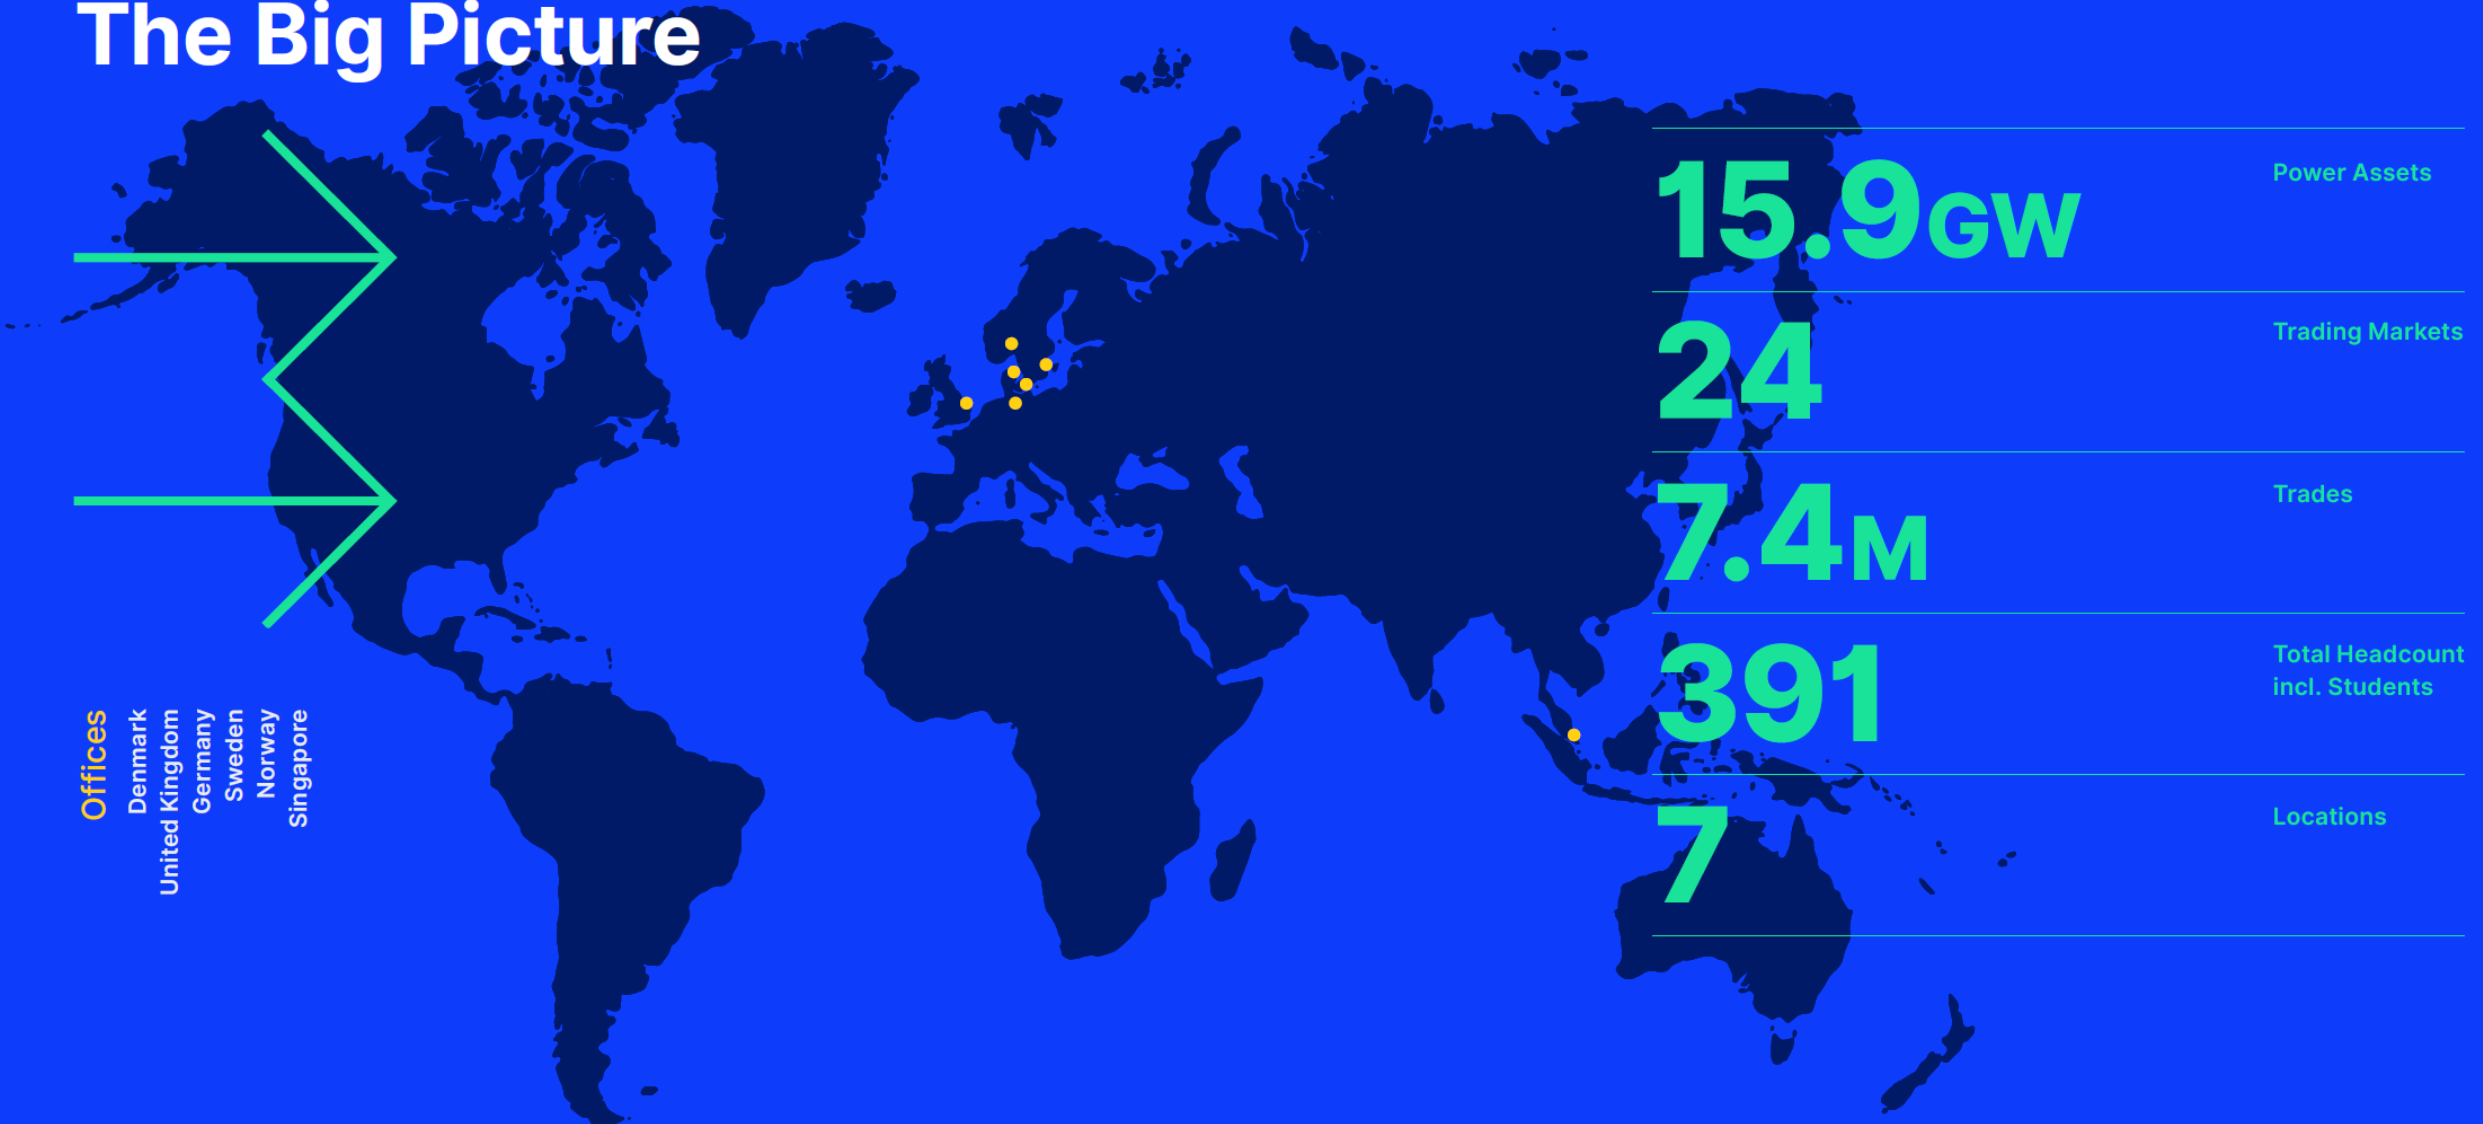 The Big Picture
15.9GW
Power Assets
24
Trading Markets
7.4M
Trades
391
Total Headcount
incl. Students
7
Locations
Offices
Denmark
United Kingdom
Germany
Sweden
Norway
Singapore